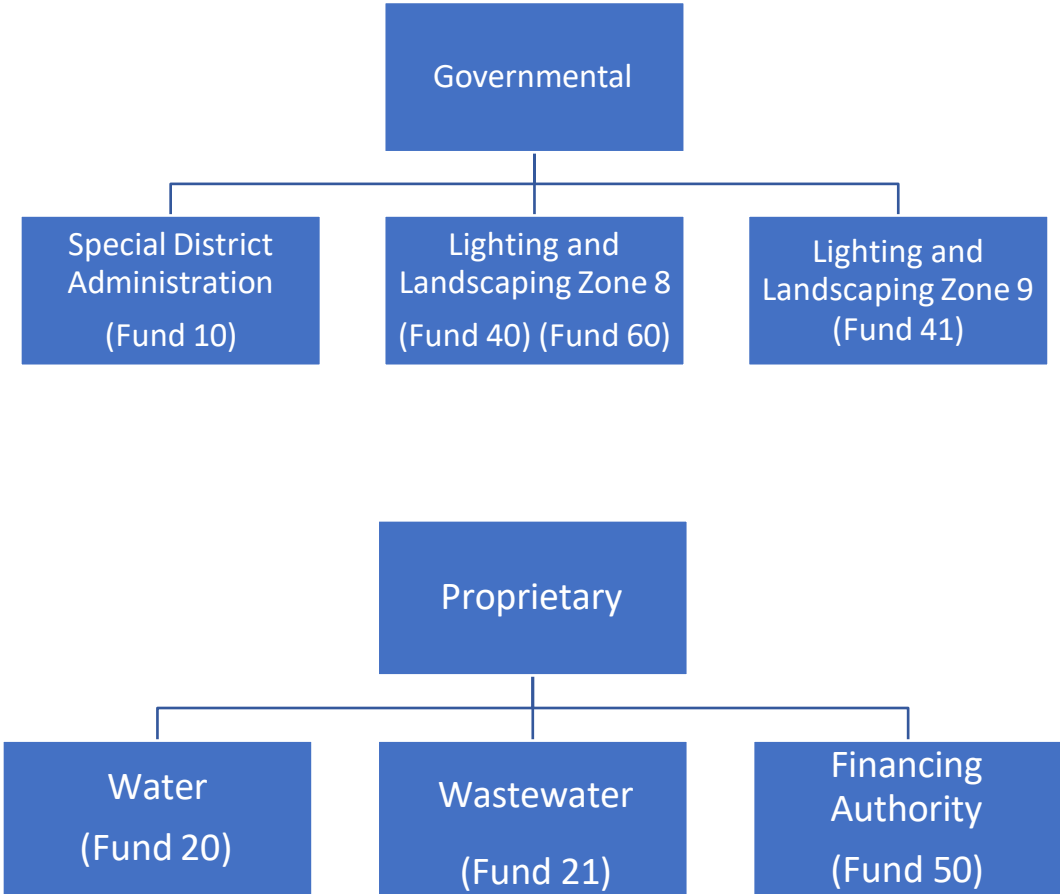 Governmental
Special District
Administration
(Fund 10)
Lighting and
Landscaping Zone 8
(Fund 40) (Fund 60)
Lighting and
Landscaping Zone 9
(Fund 41)
Proprietary
Water
(Fund 20)
Wastewater
(Fund 21)
Financing
Authority
(Fund 50)